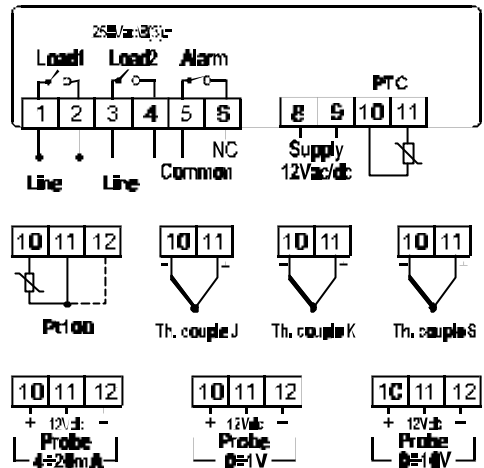 Load1 Load2 Alarm
PTC
1 2 3 4 5 6 8 9 10 11
NC
Line Line Common Supply
12Vac/dc
10 11 12 10 11 10 11 10 11
- + - + - +
Pt100 Th. couple J Th. couple K Th. couple S
10 11 12 10 11 12 10 11 12
+ 12Vdc - + 12Vdc - + 12Vdc -
Probe Probe Probe
4÷20mA 0÷1V 0÷10V